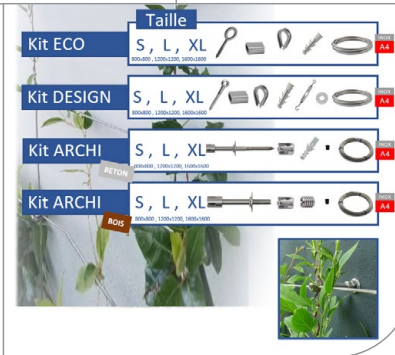 Taille
Kit ECO
S , L , XL
800x800 , 1200x1200, 1600x1600
INOX
A4
Kit DESIGN
S , L , XL
800x800 , 1200x1200, 1600x1600
INOX
A4
Kit ARCHI
BETON
S , L , XL
800x800 , 1200x1200, 1600x1600
INOX
A4
Kit ARCHI
BOIS
S , L , XL
800x800 , 1200x1200, 1600x1600
INOX
A4